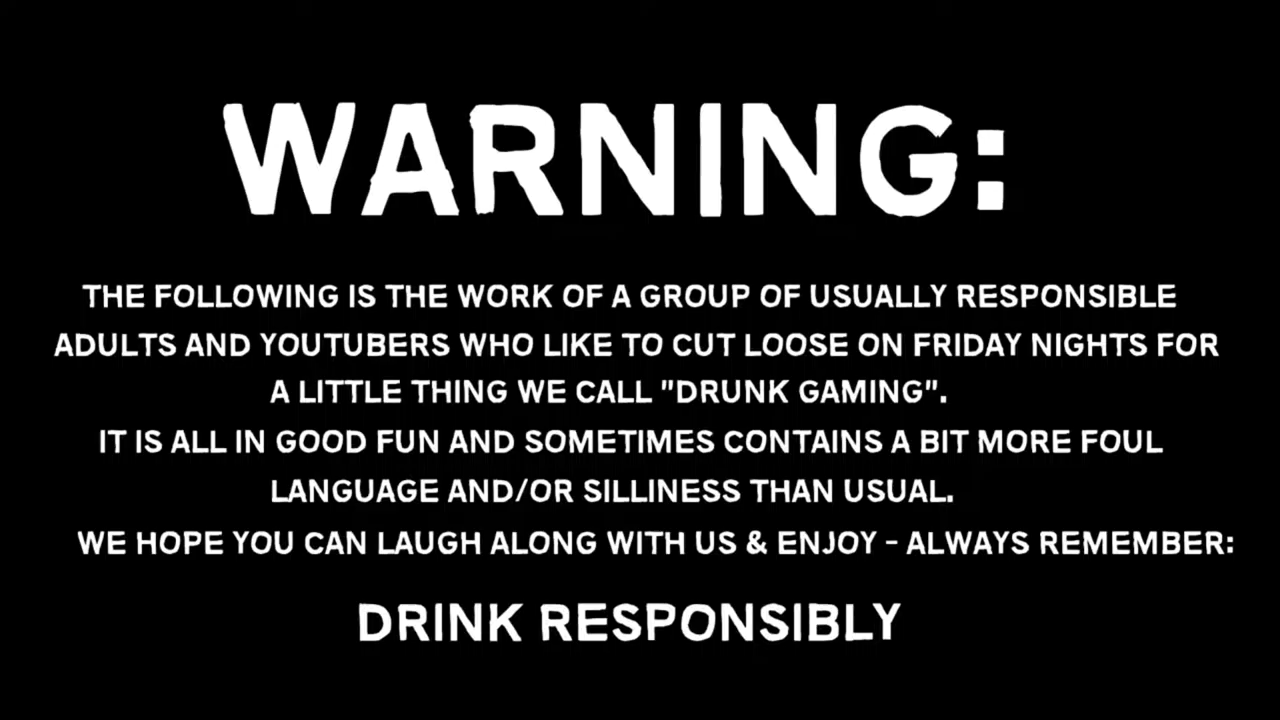 WARNING:
THE FOLLOWING IS THE WORK OF A GROUP OF USUALLY RESPONSIBLE
ADULTS AND YOUTUBERS WHO LIKE TO CUT LOOSE ON FRIDAY NIGHTS FOR
A LITTLE THING WE CALL "DRUNK GAMING".
IT IS ALL IN GOOD FUN AND SOMETIMES CONTAINS A BIT MORE FOUL
LANGUAGE AND/OR SILLINESS THAN USUAL.
WE HOPE YOU CAN LAUGH ALONG WITH US & ENJOY - ALWAYS REMEMBER:
DRINK RESPONSIBLY